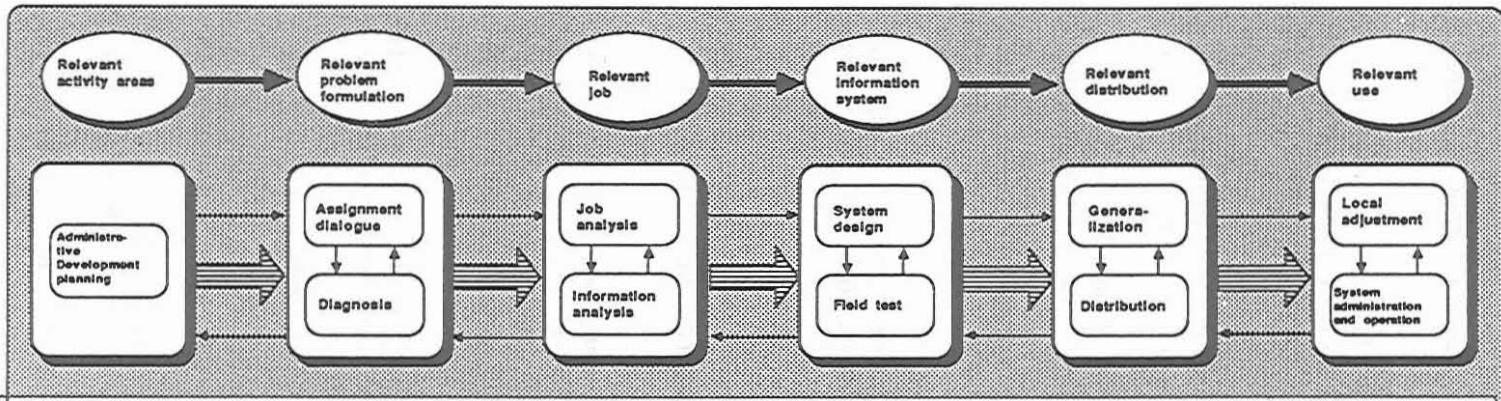 Relevant
activity areas
Relevant
problem
formulation
Relevant
job
Relevant
information
system
Relevant
distribution
Relevant
use
Administra-
tive
Development
planning
Assignment
dialogue
Diagnosis
Job
analysis
Information
analysis
System
design
Field test
Genera-
lization
Distribution
Local
adjustment
System
administration
and operation